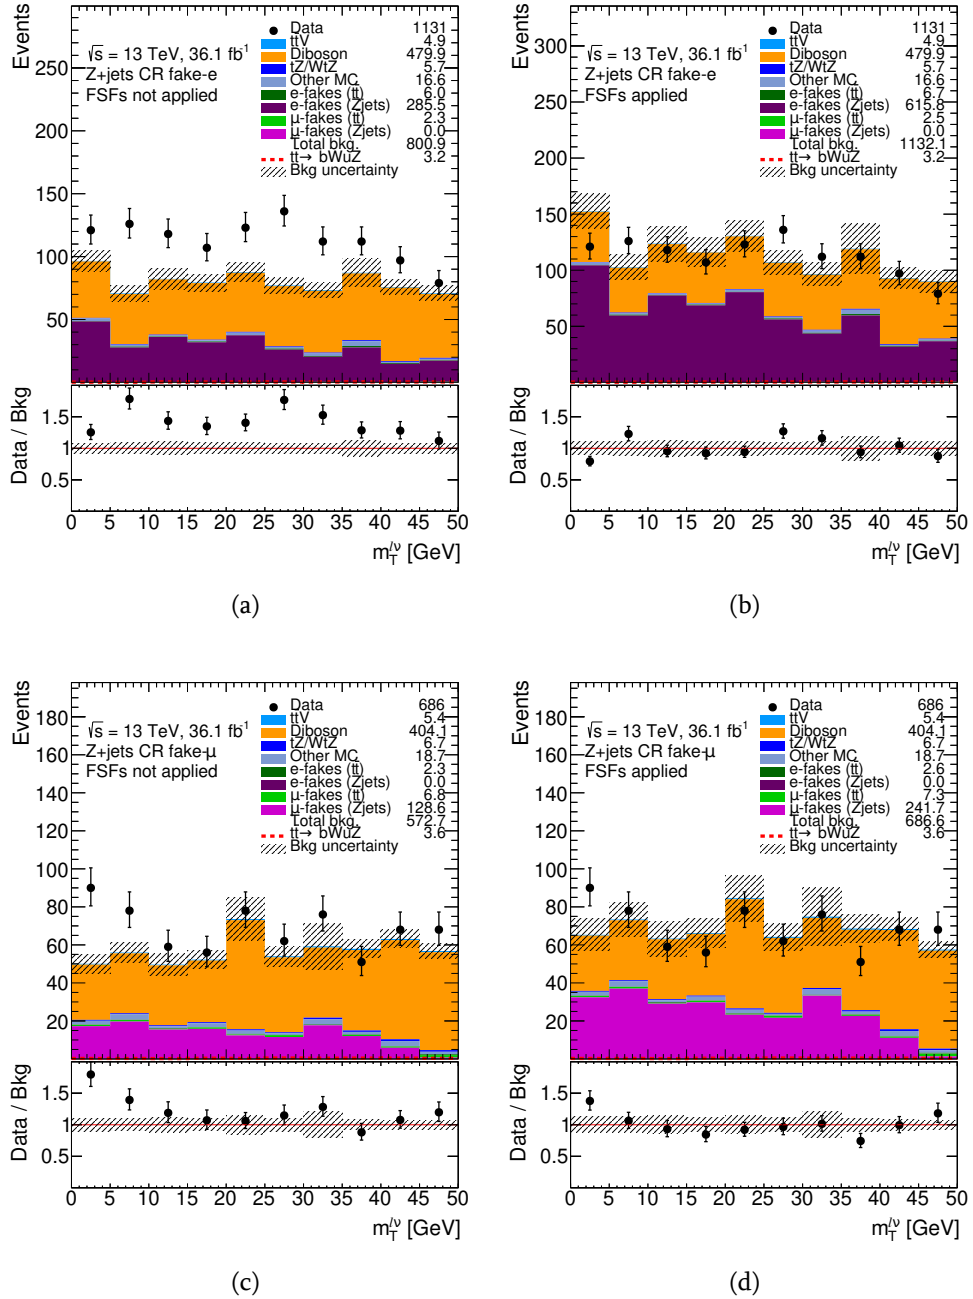 Events
300
250
200
150
100
50
√s = 13 TeV, 36.1 fb⁻¹
Z+jets CR fake-e
FSFs not applied
Data 1131
ttV 4.9
Diboson 479.9
tZ/WtZ 5.7
Other MC 16.6
e-fakes (tt̄) 6.0
e-fakes (Zjets) 285.5
μ-fakes (tt̄) 2.3
μ-fakes (Zjets) 0.0
Total bkg. 800.9
tt→ bWuZ 3.2
Bkg uncertainty
Data / Bkg
1.5
1
0.5
0 5 10 15 20 25 30 35 40 45 50
m_T^{lν} [GeV]
(a)
Events
300
250
200
150
100
50
√s = 13 TeV, 36.1 fb⁻¹
Z+jets CR fake-e
FSFs applied
Data 1131
ttV 4.9
Diboson 479.9
tZ/WtZ 5.7
Other MC 16.6
e-fakes (tt̄) 6.7
e-fakes (Zjets) 615.8
μ-fakes (tt̄) 2.5
μ-fakes (Zjets) 0.0
Total bkg. 1132.1
tt→ bWuZ 3.2
Bkg uncertainty
Data / Bkg
1.5
1
0.5
0 5 10 15 20 25 30 35 40 45 50
m_T^{lν} [GeV]
(b)
Events
180
160
140
120
100
80
60
40
20
√s = 13 TeV, 36.1 fb⁻¹
Z+jets CR fake-μ
FSFs not applied
Data 686
ttV 5.4
Diboson 404.1
tZ/WtZ 6.7
Other MC 18.7
e-fakes (tt̄) 2.3
e-fakes (Zjets) 0.0
μ-fakes (tt̄) 6.8
μ-fakes (Zjets) 128.6
Total bkg. 572.7
tt→ bWuZ 3.6
Bkg uncertainty
Data / Bkg
1.5
1
0.5
0 5 10 15 20 25 30 35 40 45 50
m_T^{lν} [GeV]
(c)
Events
180
160
140
120
100
80
60
40
20
√s = 13 TeV, 36.1 fb⁻¹
Z+jets CR fake-μ
FSFs applied
Data 686
ttV 5.4
Diboson 404.1
tZ/WtZ 6.7
Other MC 18.7
e-fakes (tt̄) 2.6
e-fakes (Zjets) 0.0
μ-fakes (tt̄) 7.3
μ-fakes (Zjets) 241.7
Total bkg. 686.6
tt→ bWuZ 3.6
Bkg uncertainty
Data / Bkg
1.5
1
0.5
0 5 10 15 20 25 30 35 40 45 50
m_T^{lν} [GeV]
(d)